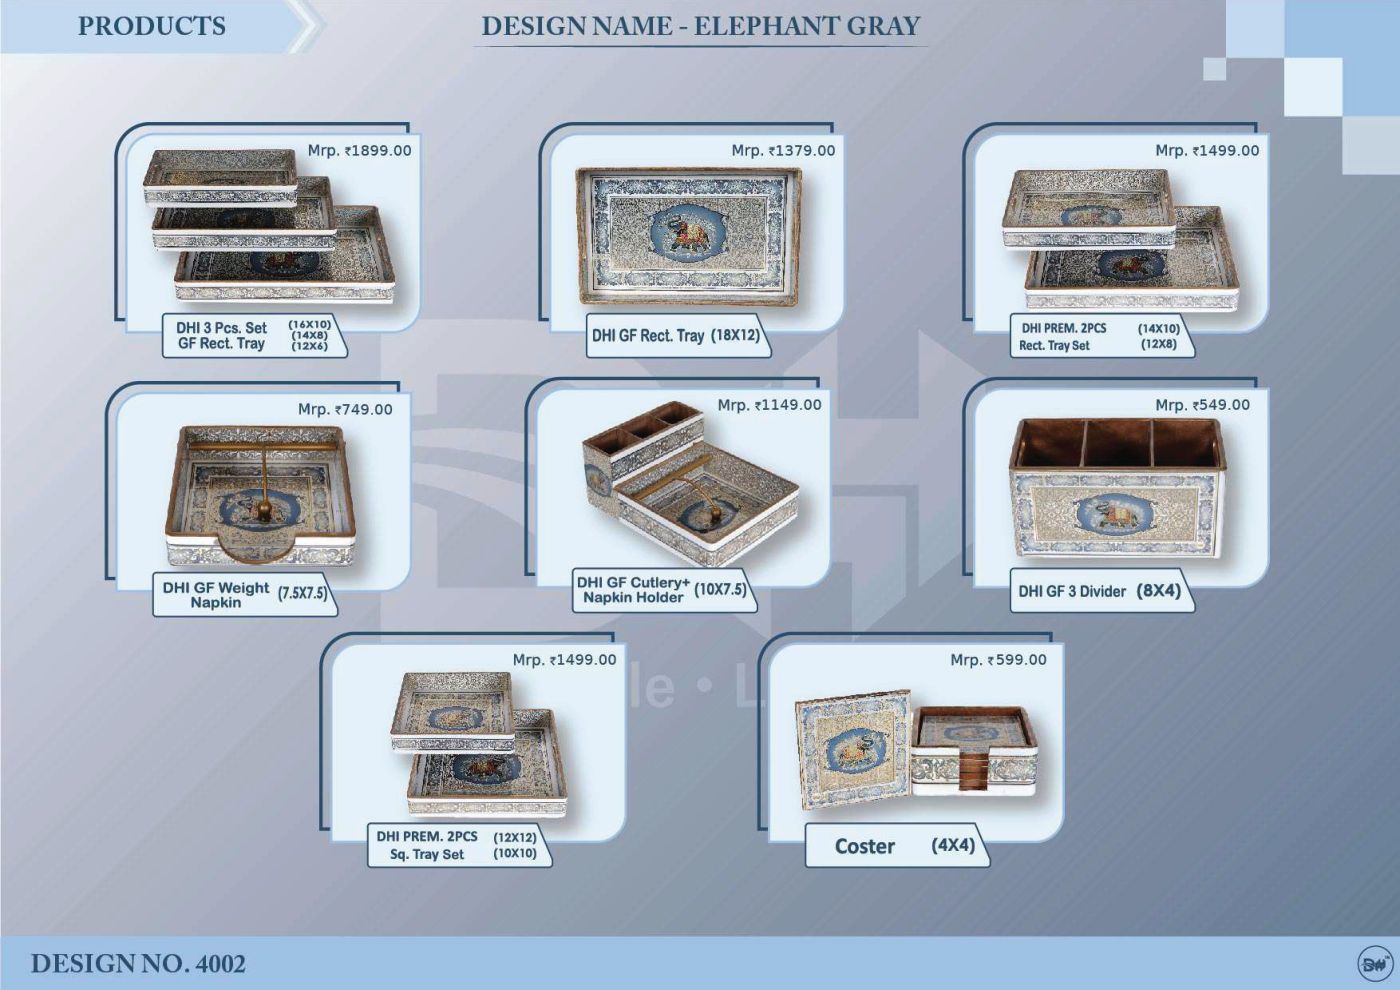 PRODUCTS
DESIGN NAME - ELEPHANT GRAY
Mrp. ₹1899.00
DHI 3 Pcs. Set (16X10)
(14X8)
GF Rect. Tray (12X6)
Mrp. ₹1379.00
DHI GF Rect. Tray (18X12)
Mrp. ₹1499.00
DHI PREM. 2PCS (14X10)
Rect. Tray Set (12X8)
Mrp. ₹749.00
DHI GF Weight (7.5X7.5)
Napkin
Mrp. ₹1149.00
DHI GF Cutlery+ (10X7.5)
Napkin Holder
Mrp. ₹549.00
DHI GF 3 Divider (8X4)
Mrp. ₹1499.00
DHI PREM. 2PCS (12X12)
Sq. Tray Set (10X10)
Mrp. ₹599.00
Coster (4X4)
DESIGN NO. 4002